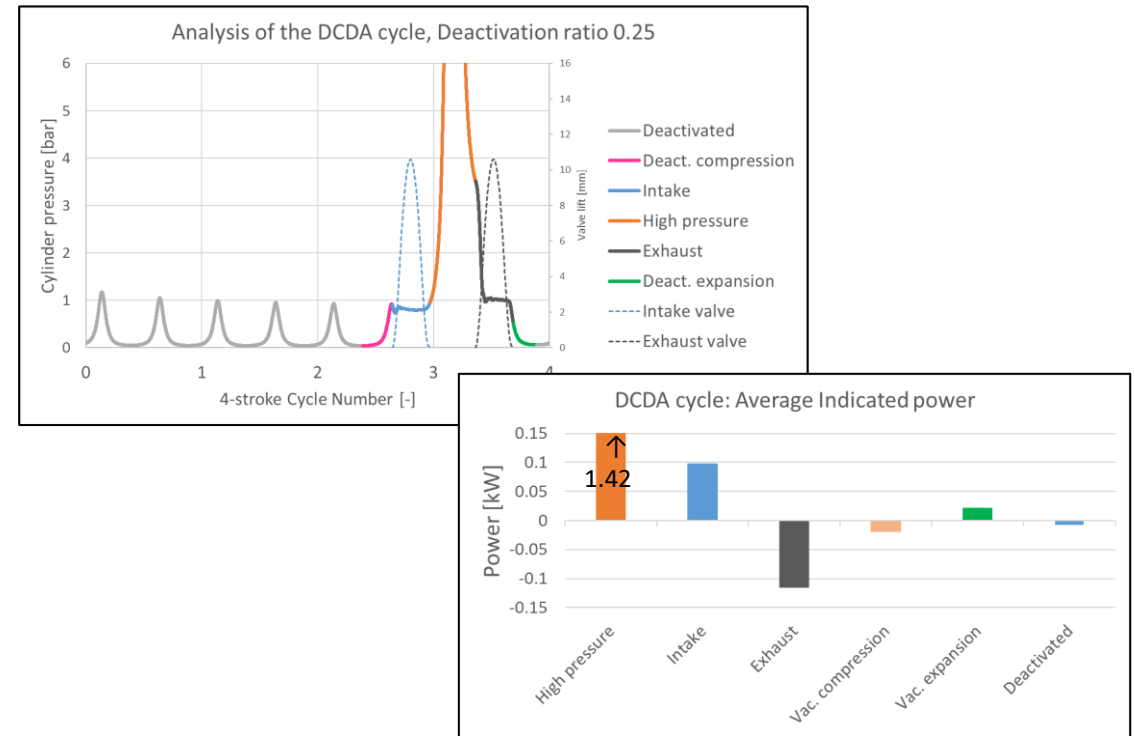 Analysis of the DCDA cycle, Deactivation ratio 0.25
Cylinder pressure [bar]
6
5
4
3
2
1
0
0
1
2
3
4
4-stroke Cycle Number [-]
16
14
12
10
8
6
4
2
0
Valve lift [mm]
Deactivated
Deact. compression
Intake
High pressure
Exhaust
Deact. expansion
Intake valve
Exhaust valve
DCDA cycle: Average Indicated power
Power [kW]
0.15
0.1
0.05
0
-0.05
-0.1
-0.15
↑
1.42
High pressure
Intake
Exhaust
Vac. compression
Vac. expansion
Deactivated